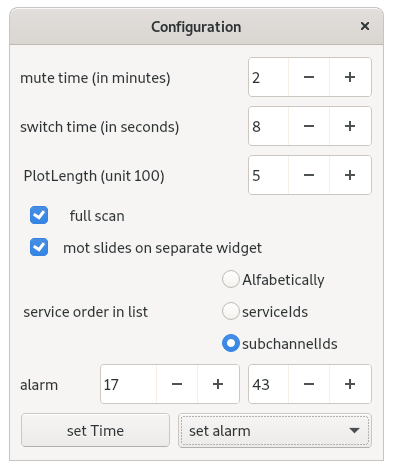 Configuration ×
mute time (in minutes) 2 − +
switch time (in seconds) 8 − +
PlotLength (unit 100) 5 − +
full scan
mot slides on separate widget
Alfabetically
service order in list serviceIds
subchannelIds
alarm 17 − + 43 − +
set Time set alarm